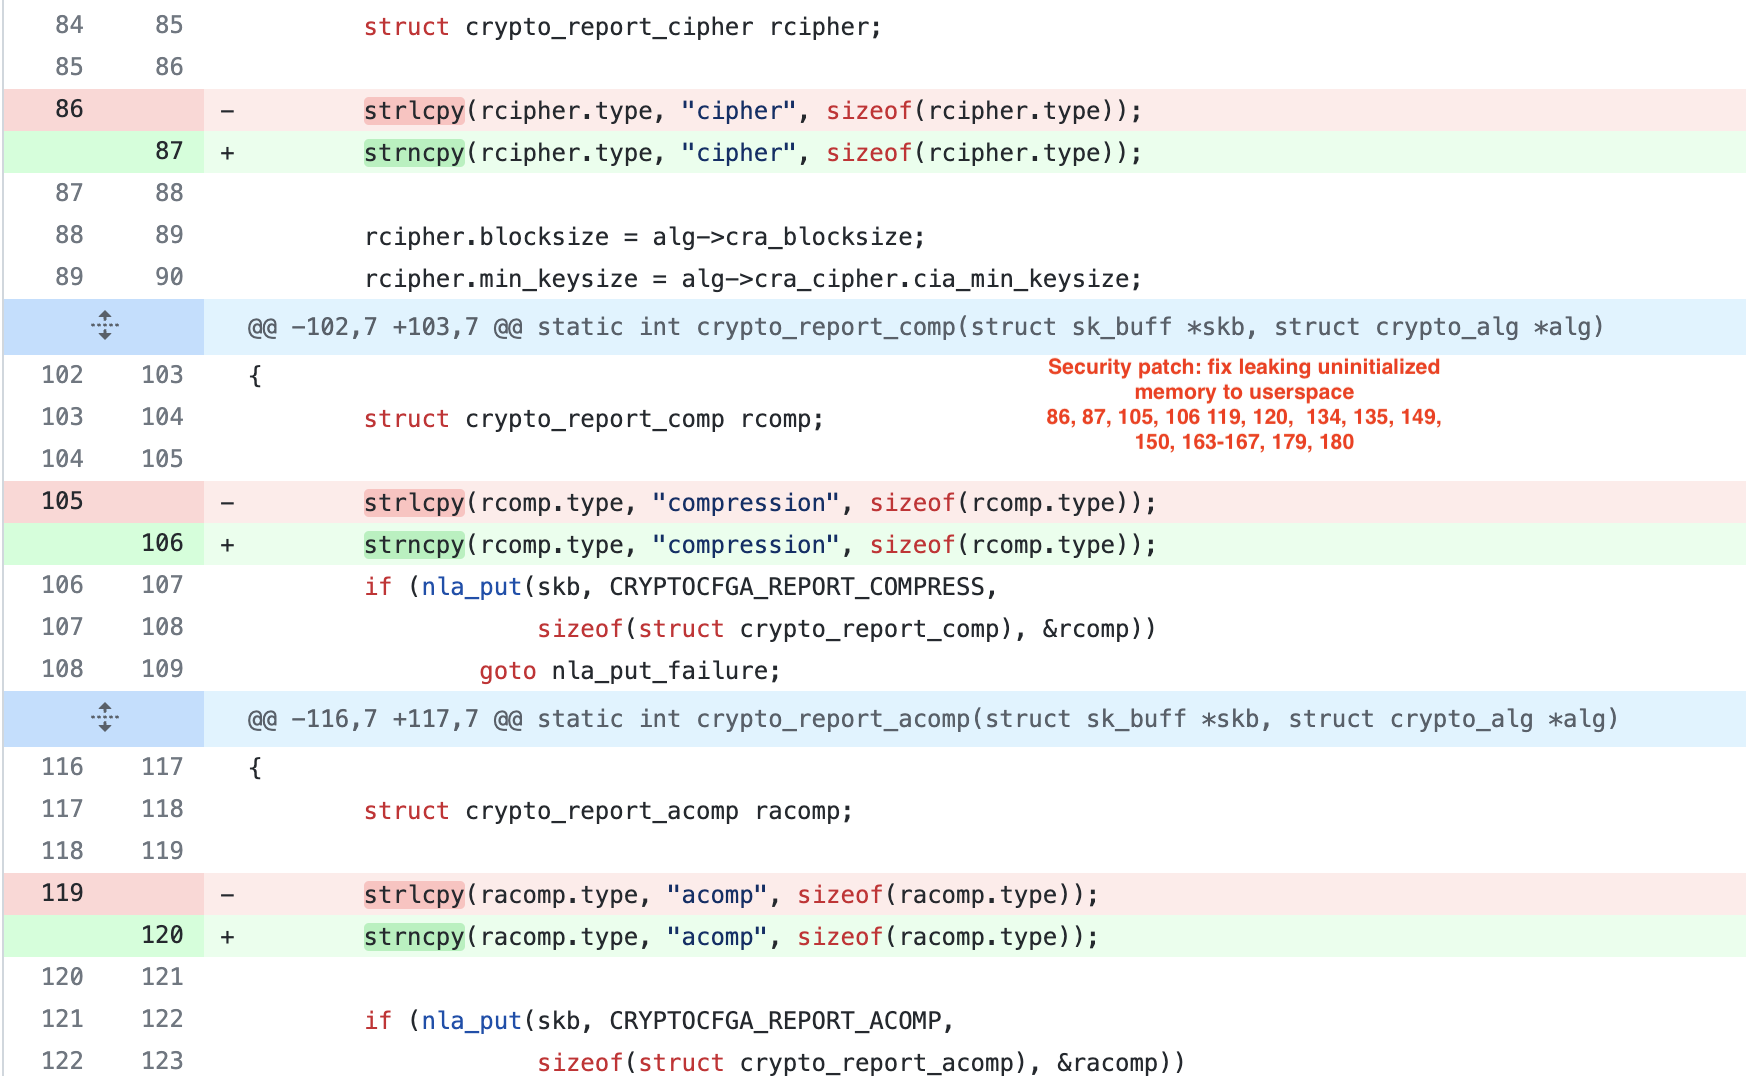 84 85 struct crypto_report_cipher rcipher;
85 86
86 - strlcpy(rcipher.type, "cipher", sizeof(rcipher.type));
87 + strncpy(rcipher.type, "cipher", sizeof(rcipher.type));
87 88
88 89 rcipher.blocksize = alg->cra_blocksize;
89 90 rcipher.min_keysize = alg->cra_cipher.cia_min_keysize;
@@ -102,7 +103,7 @@ static int crypto_report_comp(struct sk_buff *skb, struct crypto_alg *alg)
102 103 {
Security patch: fix leaking uninitialized
memory to userspace
86, 87, 105, 106 119, 120, 134, 135, 149,
150, 163-167, 179, 180
103 104 struct crypto_report_comp rcomp;
104 105
105 - strlcpy(rcomp.type, "compression", sizeof(rcomp.type));
106 + strncpy(rcomp.type, "compression", sizeof(rcomp.type));
106 107 if (nla_put(skb, CRYPTOCFGA_REPORT_COMPRESS,
107 108 sizeof(struct crypto_report_comp), &rcomp))
108 109 goto nla_put_failure;
@@ -116,7 +117,7 @@ static int crypto_report_acomp(struct sk_buff *skb, struct crypto_alg *alg)
116 117 {
117 118 struct crypto_report_acomp racomp;
118 119
119 - strlcpy(racomp.type, "acomp", sizeof(racomp.type));
120 + strncpy(racomp.type, "acomp", sizeof(racomp.type));
120 121
121 122 if (nla_put(skb, CRYPTOCFGA_REPORT_ACOMP,
122 123 sizeof(struct crypto_report_acomp), &racomp))